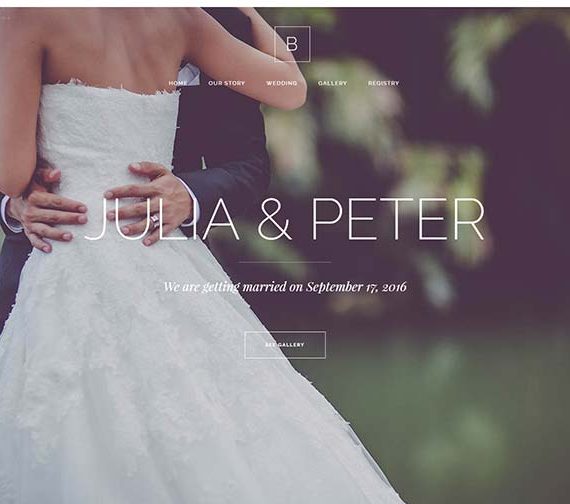 B
HOME OUR STORY WEDDING GALLERY REGISTRY
JULIA & PETER
We are getting married on September 17, 2016
SEE GALLERY